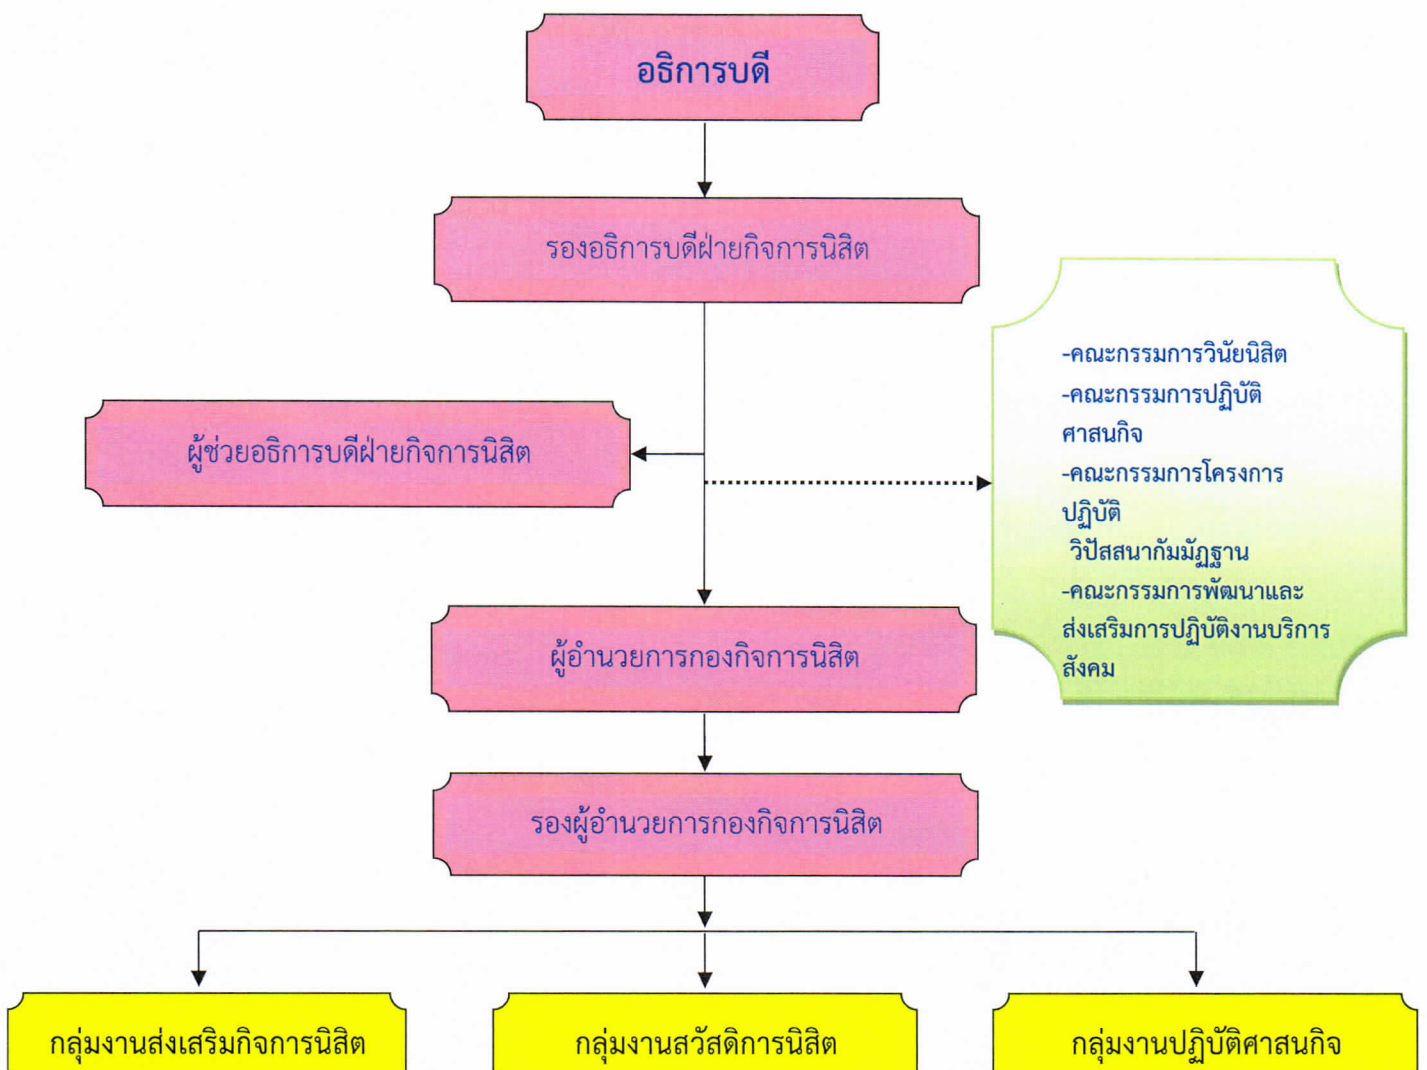 อธิการบดี
รองอธิการบดีฝ่ายกิจการนิสิต
-คณะกรรมการวินัยนิสิต
-คณะกรรมการปฏิบัติ
ศาสนกิจ
-คณะกรรมการโครงการ
ปฏิบัติ
วิปัสสนากัมมัฏฐาน
-คณะกรรมการพัฒนาและ
ส่งเสริมการปฏิบัติงานบริการ
สังคม
ผู้ช่วยอธิการบดีฝ่ายกิจการนิสิต
ผู้อำนวยการกองกิจการนิสิต
รองผู้อำนวยการกองกิจการนิสิต
กลุ่มงานส่งเสริมกิจการนิสิต
กลุ่มงานสวัสดิการนิสิต
กลุ่มงานปฏิบัติศาสนกิจ